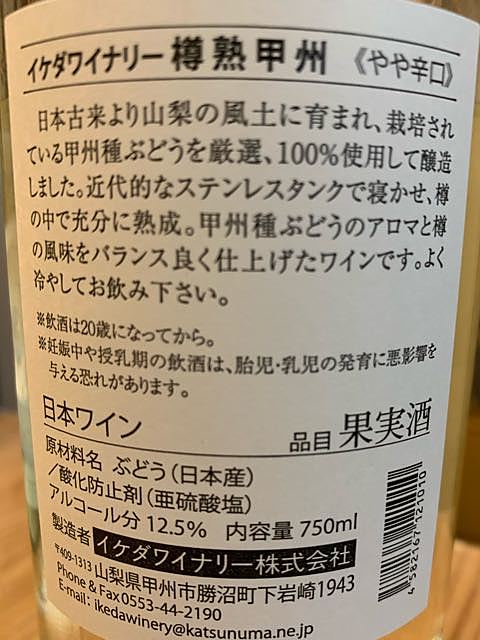 イケダワイナリー 樽熟甲州 《やや辛口》
日本古来より山梨の風土に育まれ、栽培され
ている甲州種ぶどうを厳選、100%使用して醸造
しました。近代的なステンレスタンクで寝かせ、樽
の中で充分に熟成。甲州種ぶどうのアロマと樽
の風味をバランス良く仕上げたワインです。よく
冷やしてお飲み下さい。
※飲酒は20歳になってから。
※妊娠中や授乳期の飲酒は、胎児・乳児の発育に悪影響を
与える恐れがあります。
日本ワイン 品目 果実酒
原材料名 ぶどう(日本産)
/酸化防止剤(亜硫酸塩)
アルコール分 12.5% 内容量 750ml
製造者 イケダワイナリー株式会社
〒409-1313 山梨県甲州市勝沼町下岩崎1943
Phone & Fax 0553-44-2190
E-mail: ikedawinery@katsunuma.ne.jp
4 582167 121010